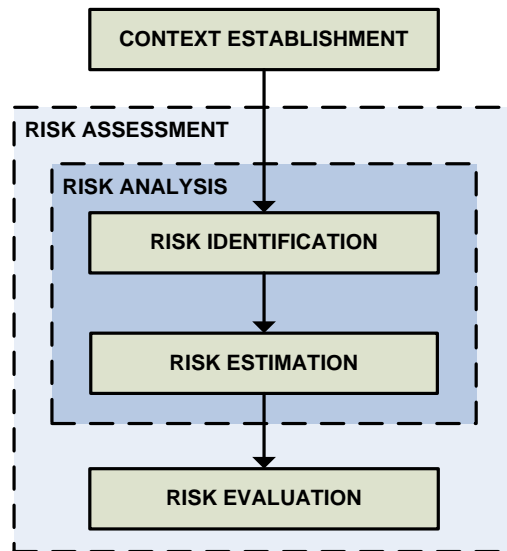 CONTEXT ESTABLISHMENT
RISK ASSESSMENT
RISK ANALYSIS
RISK IDENTIFICATION
RISK ESTIMATION
RISK EVALUATION